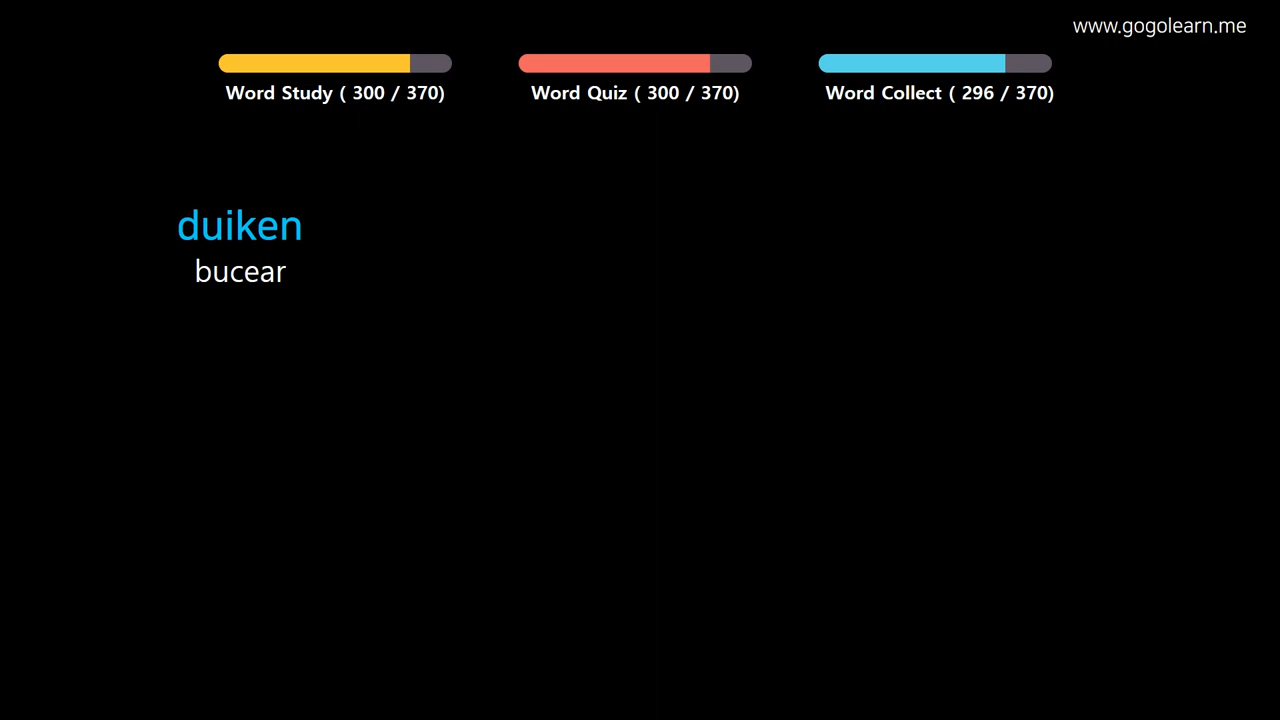 www.gogolearn.me
Word Study ( 300 / 370)
Word Quiz ( 300 / 370)
Word Collect ( 296 / 370)
duiken
bucear